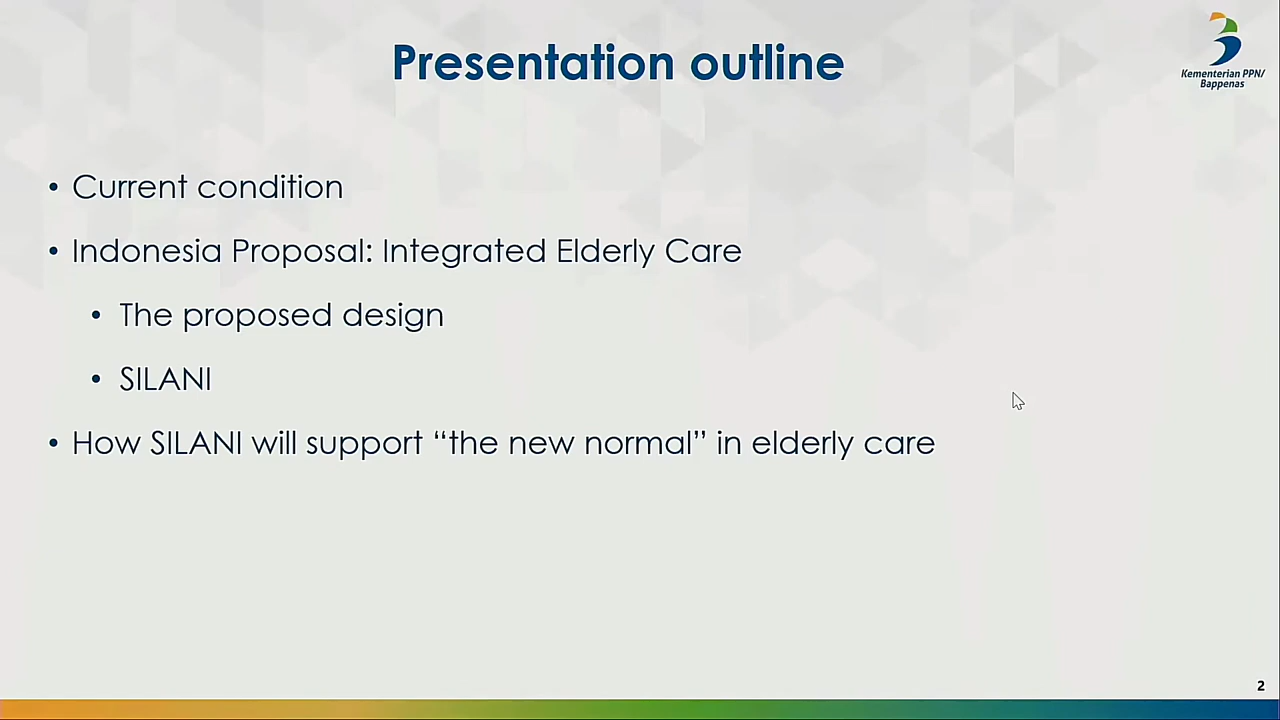 Presentation outline
Kementerian PPN/
Bappenas
• Current condition
• Indonesia Proposal: Integrated Elderly Care
• The proposed design
• SILANI
• How SILANI will support “the new normal” in elderly care
2